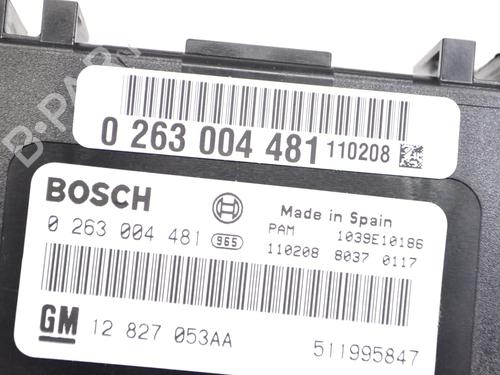 B-PARTS
0 263 004 481 110208
BOSCH
Made in Spain
0 263 004 481 965
PAM 1039E10186
110208 8037 0117
GM 12 827 053AA
511995847